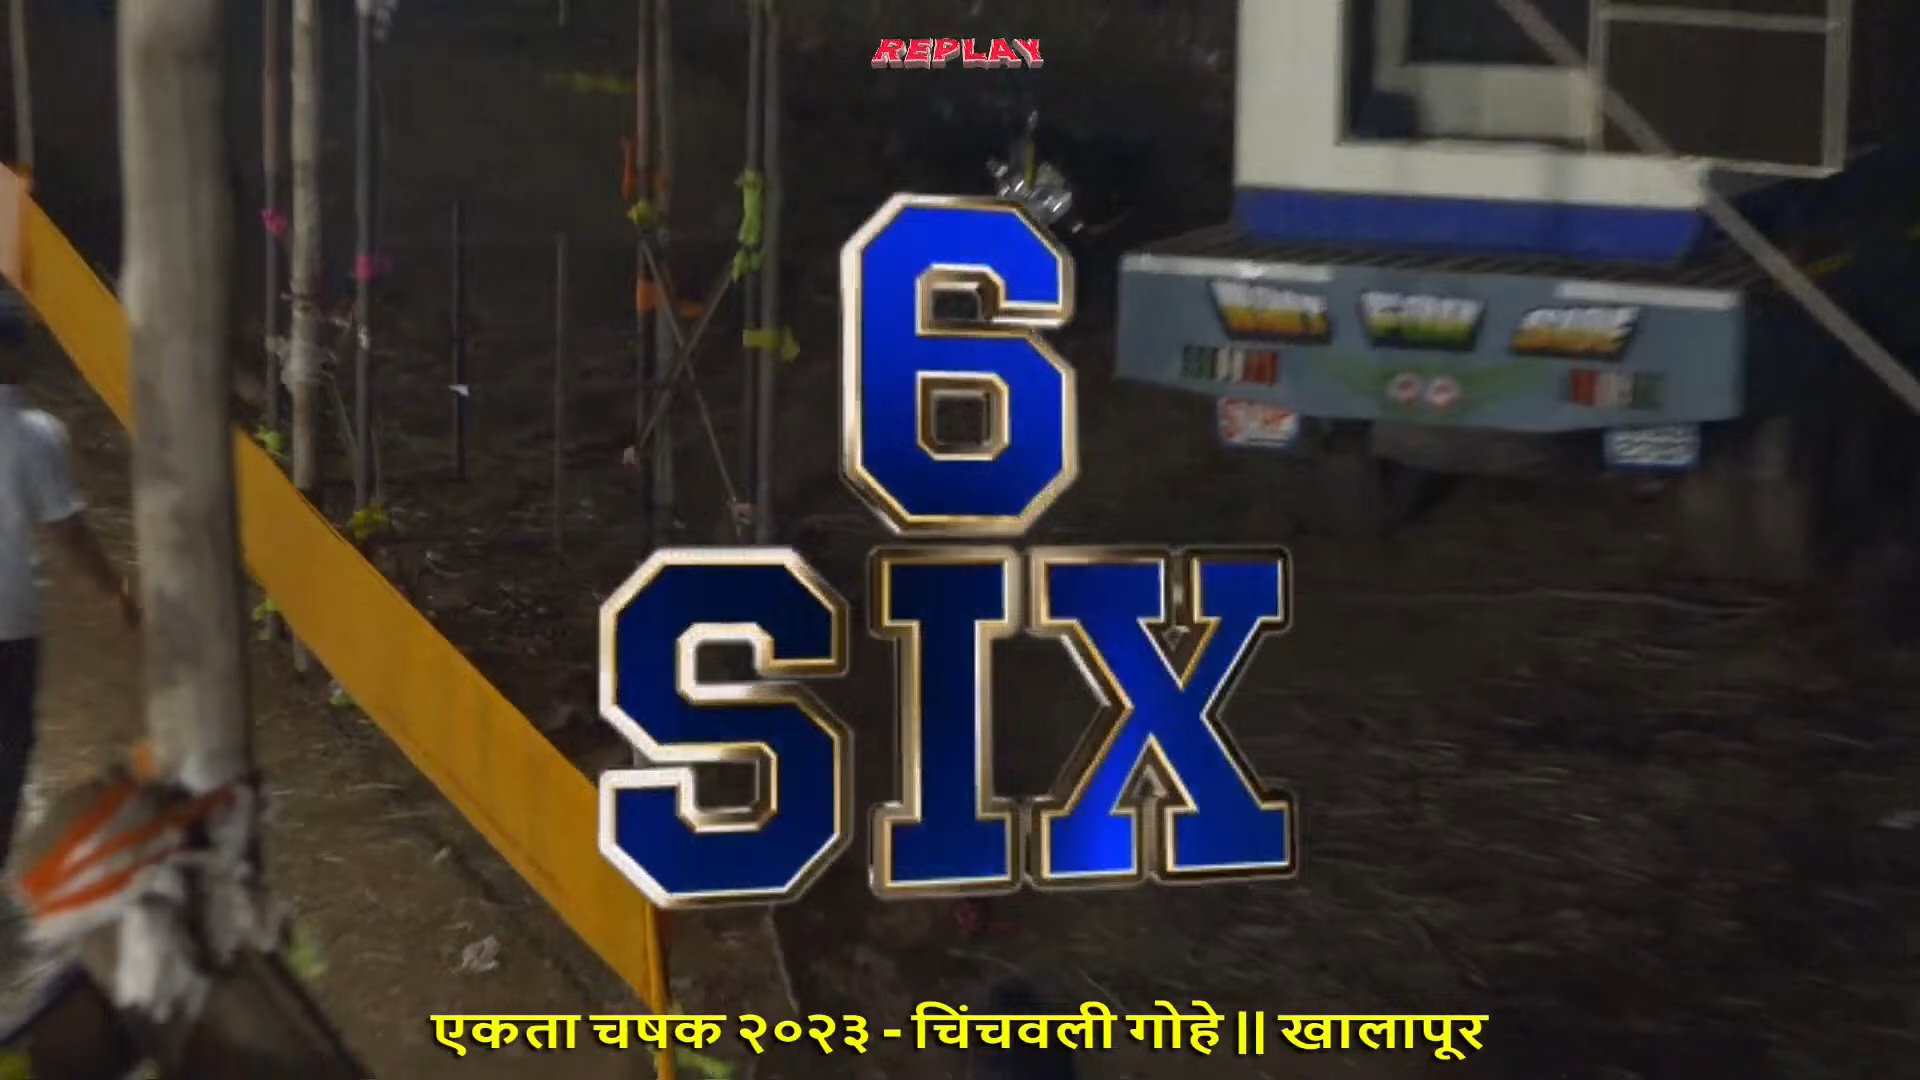 REPLAY
6
SIX
एकता चषक २०२३ - चिंचवली गोहे || खालापूर